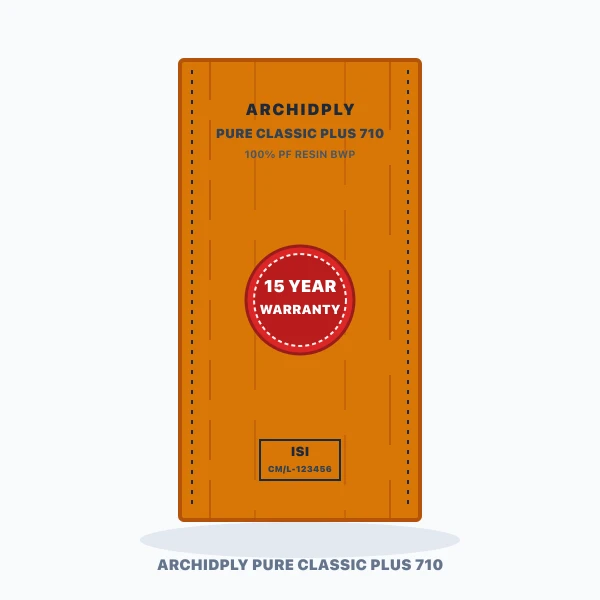 ARCHIDPLY
PURE CLASSIC PLUS 710
100% PF RESIN BWP
15 YEAR
WARRANTY
ISI
CM/L-123456
ARCHIDPLY PURE CLASSIC PLUS 710